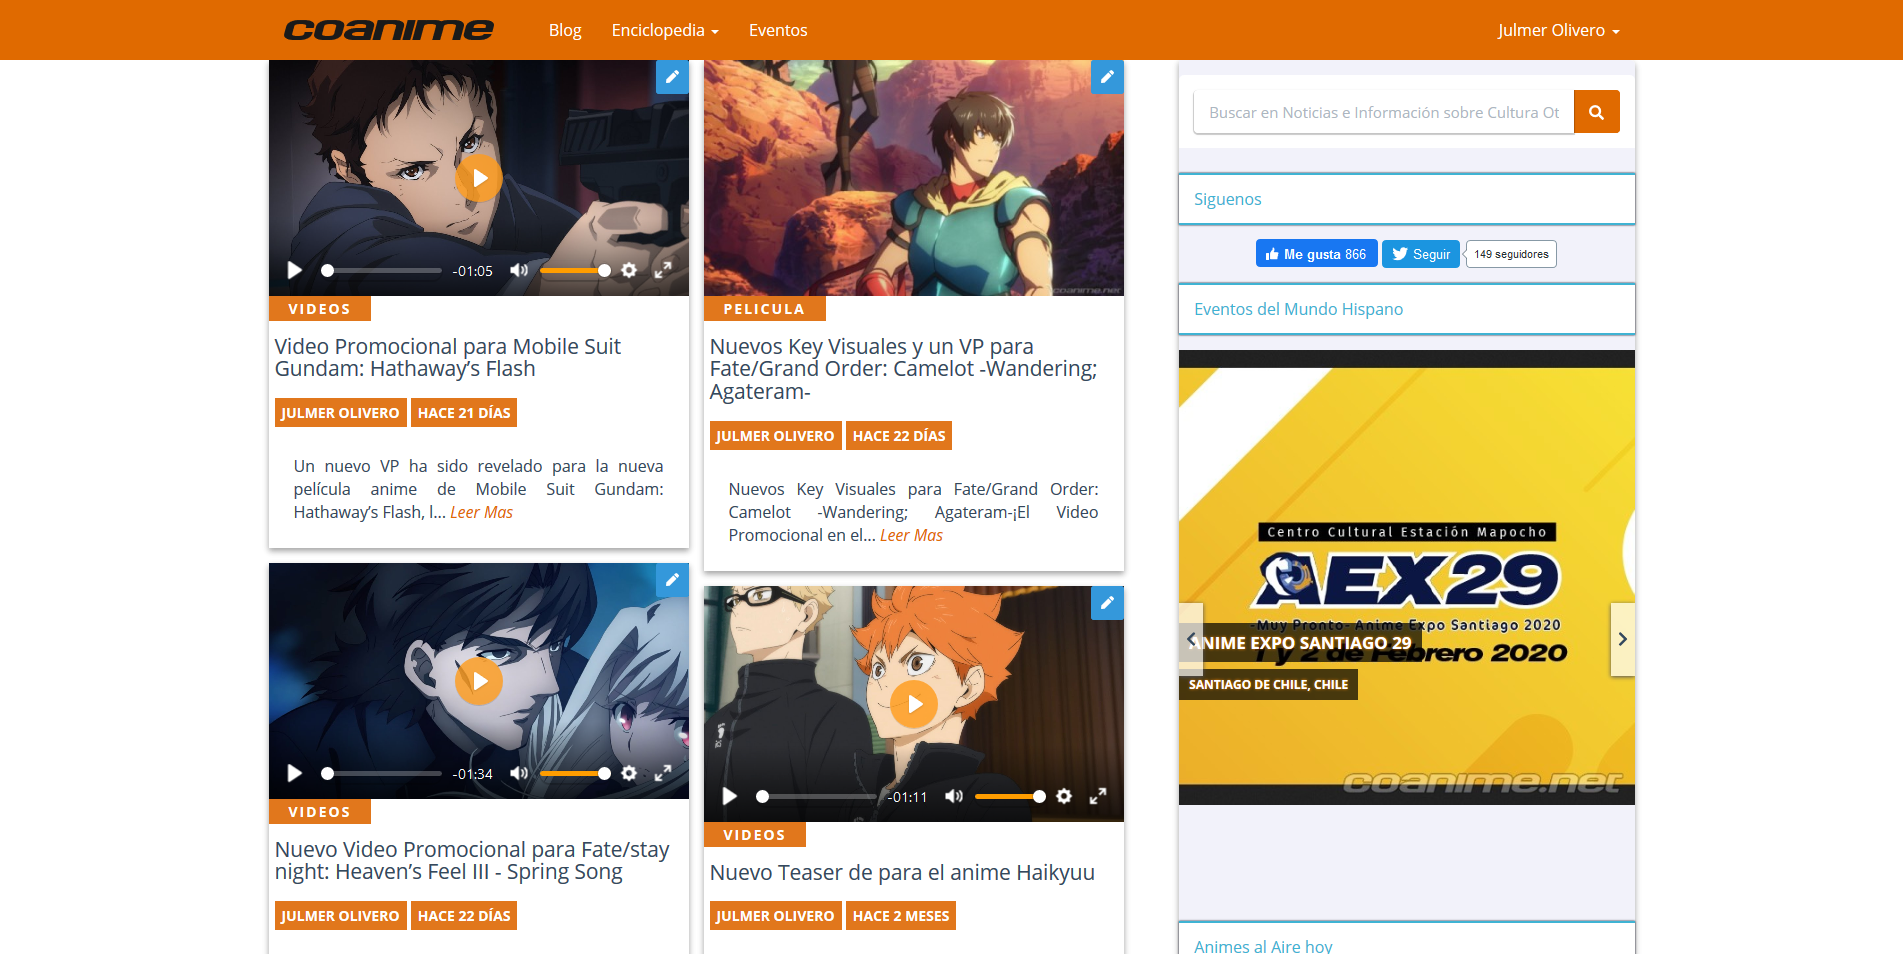 coanime
Blog
Enciclopedia
Eventos
Julmer Olivero
-01:05
VIDEOS
Video Promocional para Mobile Suit
Gundam: Hathaway’s Flash
JULMER OLIVERO
HACE 21 DÍAS
Un nuevo VP ha sido revelado para la nueva
película anime de Mobile Suit Gundam:
Hathaway’s Flash, l... Leer Mas
-01:34
VIDEOS
Nuevo Video Promocional para Fate/stay
night: Heaven’s Feel III - Spring Song
JULMER OLIVERO
HACE 22 DÍAS
coanime.net
PELICULA
Nuevos Key Visuales y un VP para
Fate/Grand Order: Camelot -Wandering;
Agateram-
JULMER OLIVERO
HACE 22 DÍAS
Nuevos Key Visuales para Fate/Grand Order:
Camelot -Wandering; Agateram-¡El Video
Promocional en el... Leer Mas
-01:11
VIDEOS
Nuevo Teaser de para el anime Haikyuu
JULMER OLIVERO
HACE 2 MESES
Buscar en Noticias e Información sobre Cultura Ot
Siguenos
Me gusta 866
Seguir
149 seguidores
Eventos del Mundo Hispano
Centro Cultural Estación Mapocho
AEX29
-Muy Pronto- Anime Expo Santiago 2020
ANIME EXPO SANTIAGO 29
1 y 2 de Febrero 2020
SANTIAGO DE CHILE, CHILE
coanime.net
Animes al Aire hoy